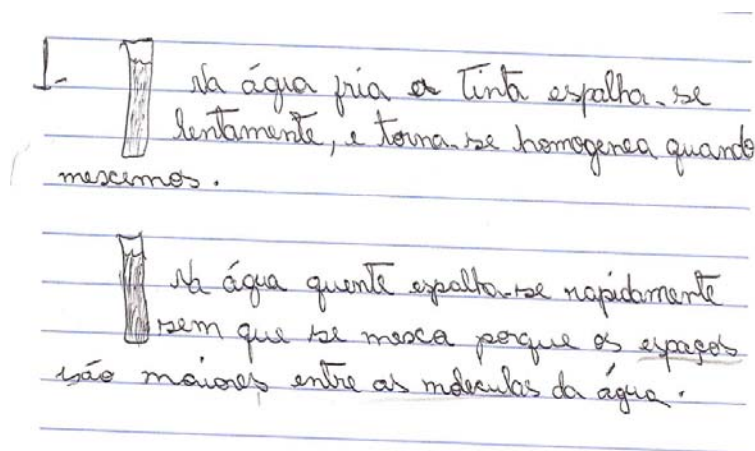 1-
Na água fria a Tinta espalha-se
lentamente, e torna-se homogenea quando
mexemos.
Na água quente espalha-se rapidamente
sem que se mexa porque os espaços
são maiores entre as moleculas da água.